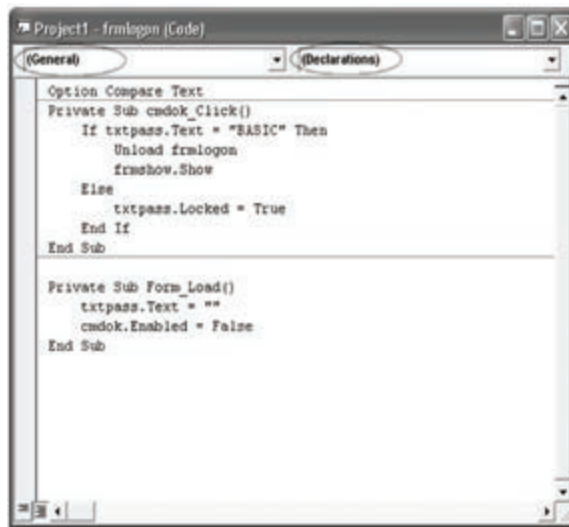 Project1 - frmlogon (Code)
(General) (Declarations)
Option Compare Text
Private Sub cmdok_Click()
If txtpass.Text = "BASIC" Then
Unload frmlogon
frmshow.Show
Else
txtpass.Locked = True
End If
End Sub
Private Sub Form_Load()
txtpass.Text = ""
cmdok.Enabled = False
End Sub